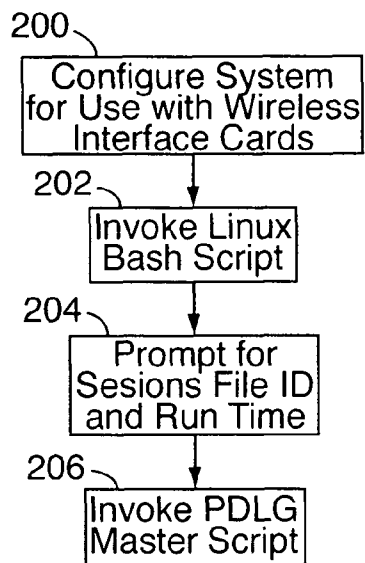 200
Configure System
for Use with Wireless
Interface Cards
202
Invoke Linux
Bash Script
204
Prompt for
Sesions File ID
and Run Time
206
Invoke PDLG
Master Script